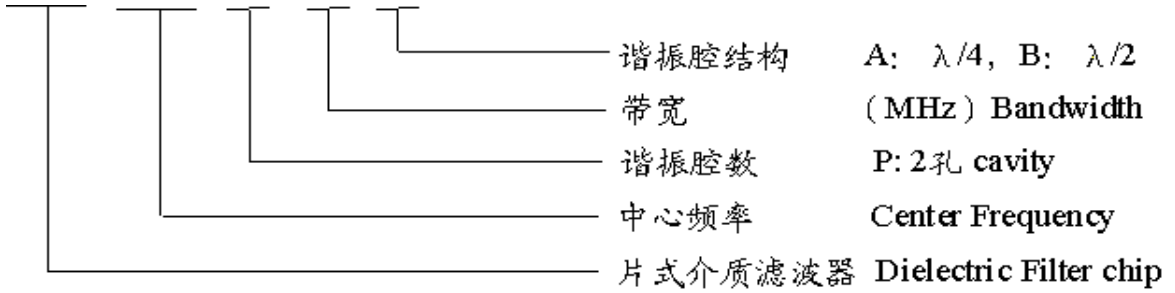 谐振腔结构 A: λ/4, B: λ/2
带宽 (MHz) Bandwidth
谐振腔数 P: 2孔 cavity
中心频率 Center Frequency
片式介质滤波器 Dielectric Filter chip